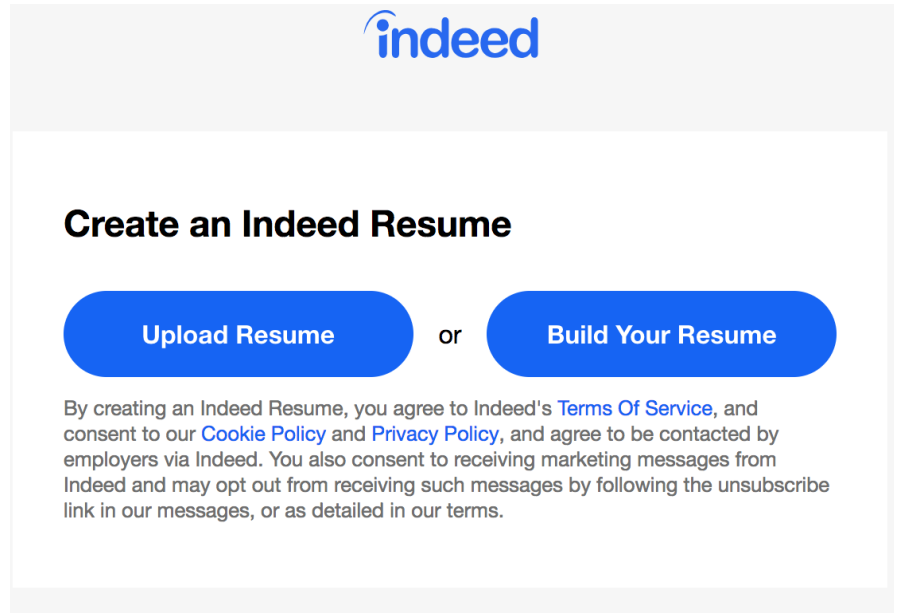 indeed
Create an Indeed Resume
Upload Resume or Build Your Resume
By creating an Indeed Resume, you agree to Indeed's Terms Of Service, and
consent to our Cookie Policy and Privacy Policy, and agree to be contacted by
employers via Indeed. You also consent to receiving marketing messages from
Indeed and may opt out from receiving such messages by following the unsubscribe
link in our messages, or as detailed in our terms.